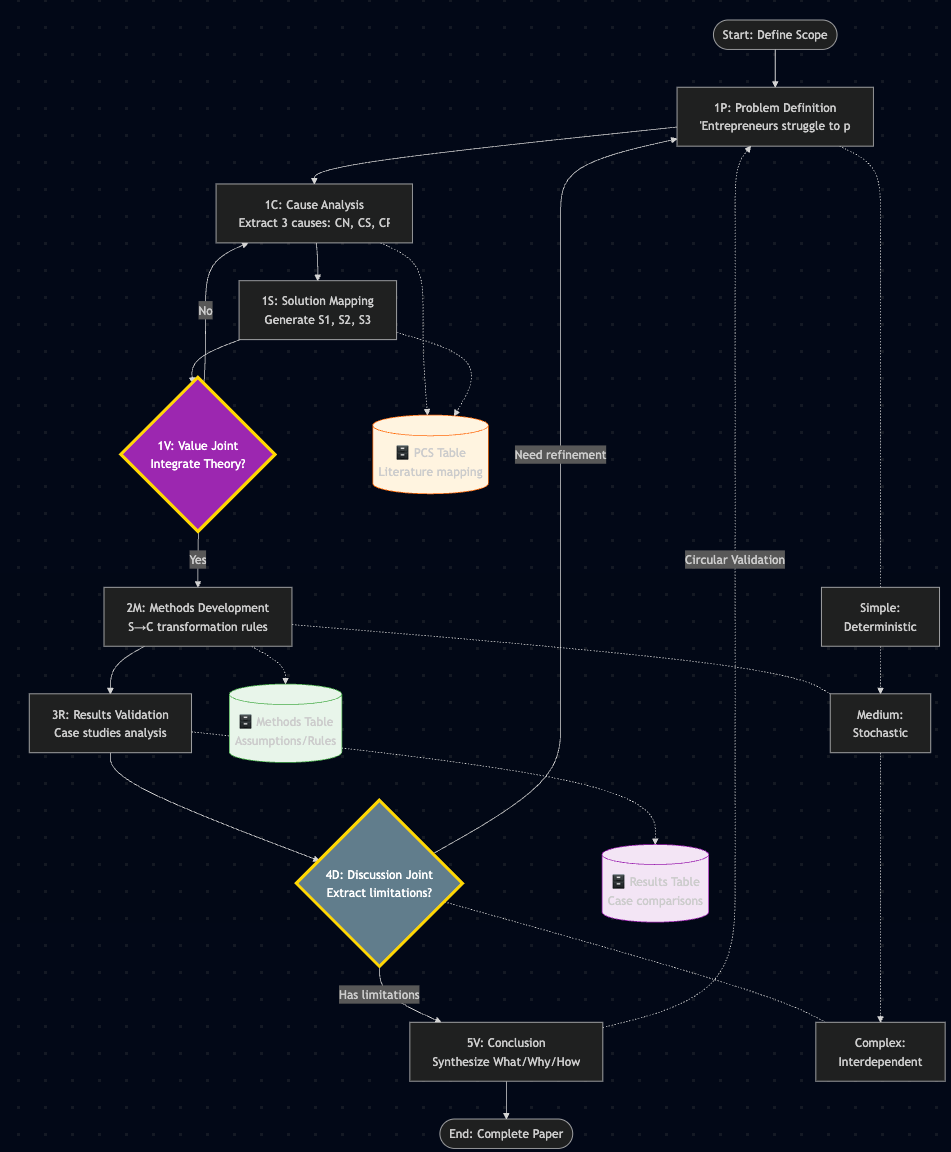 Start: Define Scope
1P: Problem Definition
'Entrepreneurs struggle to p
1C: Cause Analysis
Extract 3 causes: CN, CS,
1S: Solution Mapping
Generate S1, S2, S3
No
1V: Value Joint
Integrate Theory?
PCS Table
Literature mapping
Need refinement
Yes
Circular Validation
2M: Methods Development
S→C transformation rules
Simple:
Deterministic
3R: Results Validation
Case studies analysis
Methods Table
Assumptions/Rules
Medium:
Stochastic
4D: Discussion Joint
Extract limitations?
Results Table
Case comparisons
Has limitations
5V: Conclusion
Synthesize What/Why/How
Complex:
Interdependent
End: Complete Paper